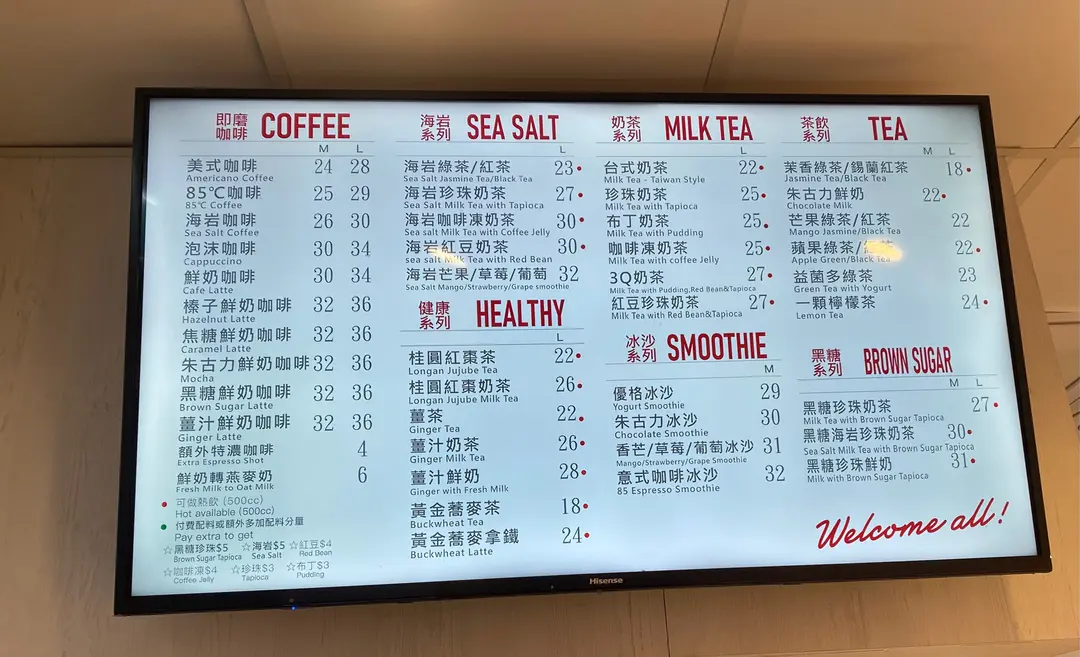 即磨咖啡 COFFEE
M L
美式咖啡 24 28
Americano Coffee
85℃咖啡 25 29
85℃ Coffee
海岩咖啡 26 30
Sea Salt Coffee
泡沫咖啡 30 34
Cappuccino
鮮奶咖啡 30 34
Cafe Latte
榛子鮮奶咖啡 32 36
Hazelnut Latte
焦糖鮮奶咖啡 32 36
Caramel Latte
朱古力鮮奶咖啡 32 36
Mocha
黑糖鮮奶咖啡 32 36
Brown Sugar Latte
薑汁鮮奶咖啡 32 36
Ginger Latte
額外特濃咖啡 4
Extra Espresso Shot
鮮奶轉燕麥奶 6
Fresh Milk to Oat Milk
可做熱飲 (500cc)
Hot available (500cc)
付費配料或額外多加配料分量
Pay extra to get
☆黑糖珍珠$5 ☆海岩$5 ☆紅豆$4
Brown Sugar Tapioca Sea Salt Red Bean
☆咖啡凍$4 ☆珍珠$3 ☆布丁$3
Coffee Jelly Tapioca Pudding
海岩系列 SEA SALT
L
海岩綠茶/紅茶 23
Sea Salt Jasmine Tea/Black Tea
海岩珍珠奶茶 27
Sea Salt Milk Tea with Tapioca
海岩咖啡凍奶茶 30
Sea salt Milk Tea with Coffee Jelly
海岩紅豆奶茶 30
Sea salt Milk Tea with Red Bean
海岩芒果/草莓/葡萄 32
Sea Salt Mango/Strawberry/Grape smoothie
健康系列 HEALTHY
L
桂圓紅棗茶 22
Longan Jujube Tea
桂圓紅棗奶茶 26
Longan Jujube Milk Tea
薑茶 22
Ginger Tea
薑汁奶茶 26
Ginger Milk Tea
薑汁鮮奶 28
Ginger with Fresh Milk
黃金蕎麥茶 18
Buckwheat Tea
黃金蕎麥拿鐵 24
Buckwheat Latte
奶茶系列 MILK TEA
L
台式奶茶 22
Milk Tea - Taiwan Style
珍珠奶茶 25
Milk Tea with Tapioca
布丁奶茶 25
Milk Tea with Pudding
咖啡凍奶茶 25
Milk Tea with coffee Jelly
3Q奶茶 27
Milk Tea with Pudding,Red Bean&Tapioca
紅豆珍珠奶茶 27
Milk Tea with Red Bean&Tapioca
冰沙系列 SMOOTHIE
M
優格冰沙 29
Yogurt Smoothie
朱古力冰沙 30
Chocolate Smoothie
香芒/草莓/葡萄冰沙 31
Mango/Strawberry/Grape Smoothie
意式咖啡冰沙 32
85 Espresso Smoothie
茶飲系列 TEA
M L
茉香綠茶/錫蘭紅茶 18
Jasmine Tea/Black Tea
朱古力鮮奶 22
Chocolate Milk
芒果綠茶/紅茶 22
Mango Jasmine/Black Tea
蘋果綠茶/紅茶 22
Apple Green/Black Tea
益菌多綠茶 23
Green Tea with Yogurt
一顆檸檬茶 24
Lemon Tea
黑糖系列 BROWN SUGAR
M L
黑糖珍珠奶茶 27
Milk Tea with Brown Sugar Tapioca
黑糖海岩珍珠奶茶 30
Sea Salt Milk Tea with Brown Sugar Tapioca
黑糖珍珠鮮奶 31
Milk with Brown Sugar Tapioca
Welcome all!
Hisense